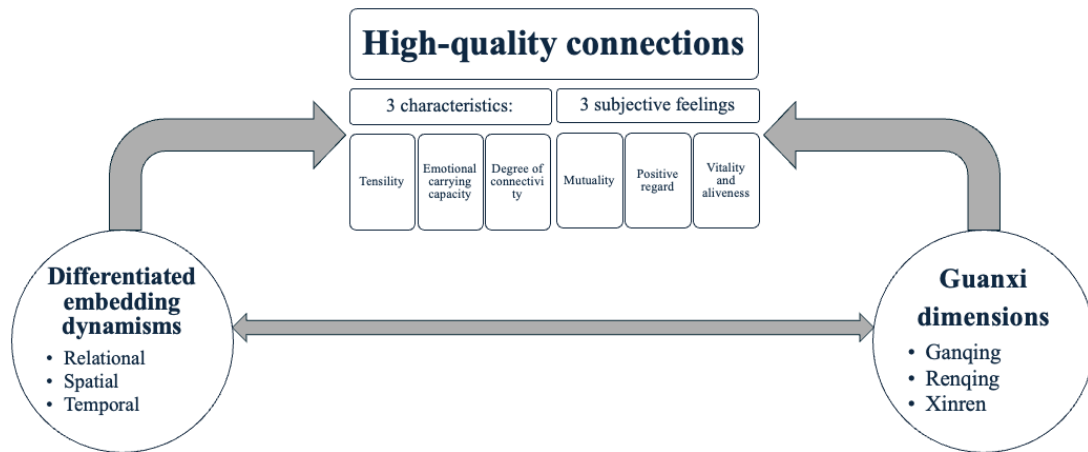 High-quality connections
3 characteristics:
3 subjective feelings
Tensility
Emotional
carrying
capacity
Degree of
connectivi
ty
Mutuality
Positive
regard
Vitality
and
aliveness
Differentiated
embedding
dynamisms
• Relational
• Spatial
• Temporal
Guanxi
dimensions
• Ganqing
• Renqing
• Xinren